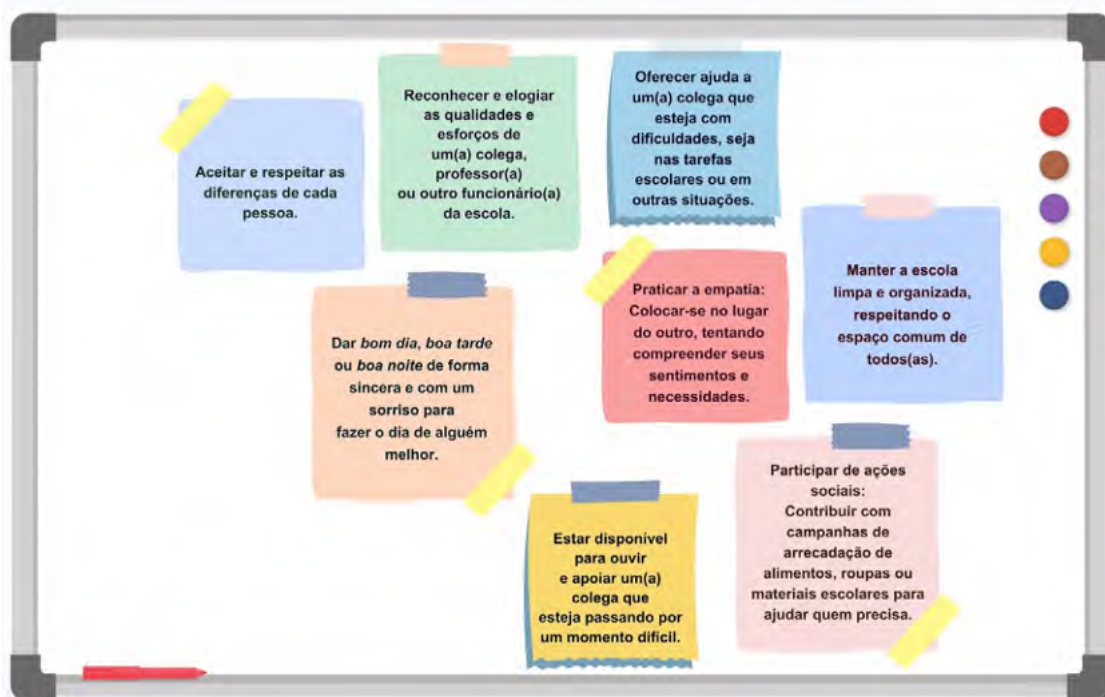 Aceitar e respeitar as
diferenças de cada
pessoa.
Reconhecer e elogiar
as qualidades e
esforços de
um(a) colega,
professor(a)
ou outro funcionário(a)
da escola.
Oferecer ajuda a
um(a) colega que
esteja com
dificuldades, seja
nas tarefas
escolares ou em
outras situações.
Dar bom dia, boa tarde
ou boa noite de forma
sincera e com um
sorriso para
fazer o dia de alguém
melhor.
Praticar a empatia:
Colocar-se no lugar
do outro, tentando
compreender seus
sentimentos e
necessidades.
Manter a escola
limpa e organizada,
respeitando o
espaço comum de
todos(as).
Estar disponível
para ouvir
e apoiar um(a)
colega que
esteja passando por
um momento difícil.
Participar de ações
sociais:
Contribuir com
campanhas de
arrecadação de
alimentos, roupas ou
materiais escolares para
ajudar quem precisa.